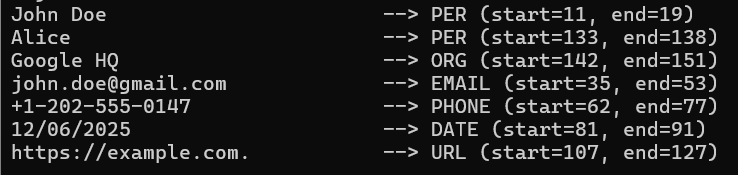 John Doe --> PER (start=11, end=19)
Alice --> PER (start=133, end=138)
Google HQ --> ORG (start=142, end=151)
john.doe@gmail.com --> EMAIL (start=35, end=53)
+1-202-555-0147 --> PHONE (start=62, end=77)
12/06/2025 --> DATE (start=81, end=91)
https://example.com. --> URL (start=107, end=127)